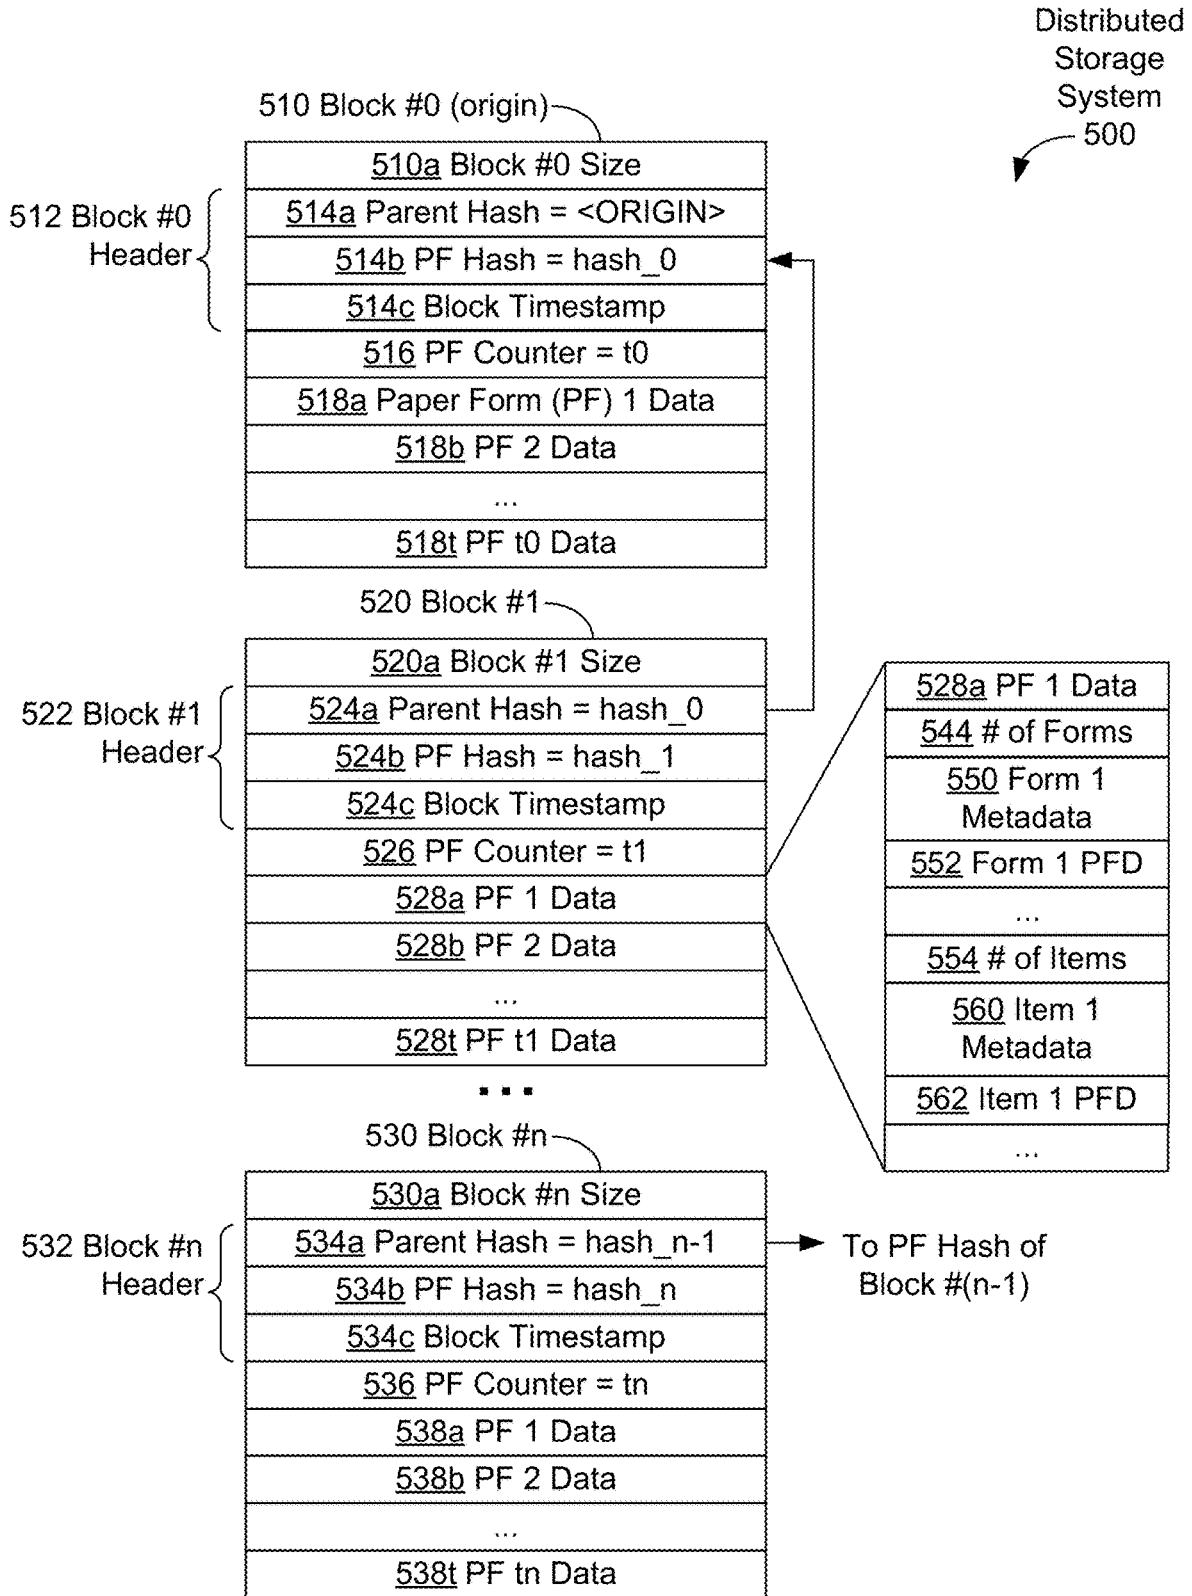 Distributed
Storage
System
500
510 Block #0 (origin)
510a Block #0 Size
512 Block #0
Header
514a Parent Hash = <ORIGIN>
514b PF Hash = hash_0
514c Block Timestamp
516 PF Counter = t0
518a Paper Form (PF) 1 Data
518b PF 2 Data
...
518t PF t0 Data
520 Block #1
520a Block #1 Size
522 Block #1
Header
524a Parent Hash = hash_0
524b PF Hash = hash_1
524c Block Timestamp
526 PF Counter = t1
528a PF 1 Data
528b PF 2 Data
...
528t PF t1 Data
528a PF 1 Data
544 # of Forms
550 Form 1
Metadata
552 Form 1 PFD
...
554 # of Items
560 Item 1
Metadata
562 Item 1 PFD
...
...
530 Block #n
530a Block #n Size
532 Block #n
Header
534a Parent Hash = hash_n-1
534b PF Hash = hash_n
534c Block Timestamp
536 PF Counter = tn
538a PF 1 Data
538b PF 2 Data
...
538t PF tn Data
To PF Hash of
Block #(n-1)